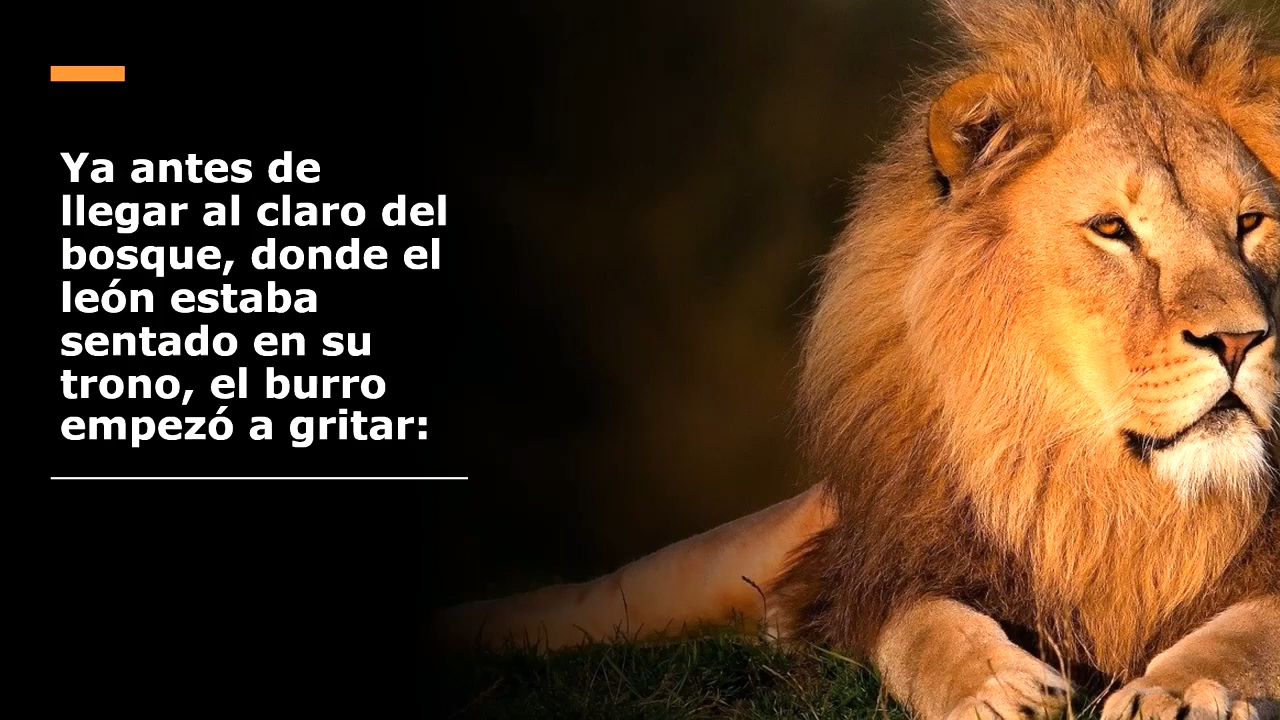 Ya antes de
llegar al claro del
bosque, donde el
león estaba
sentado en su
trono, el burro
empezó a gritar: